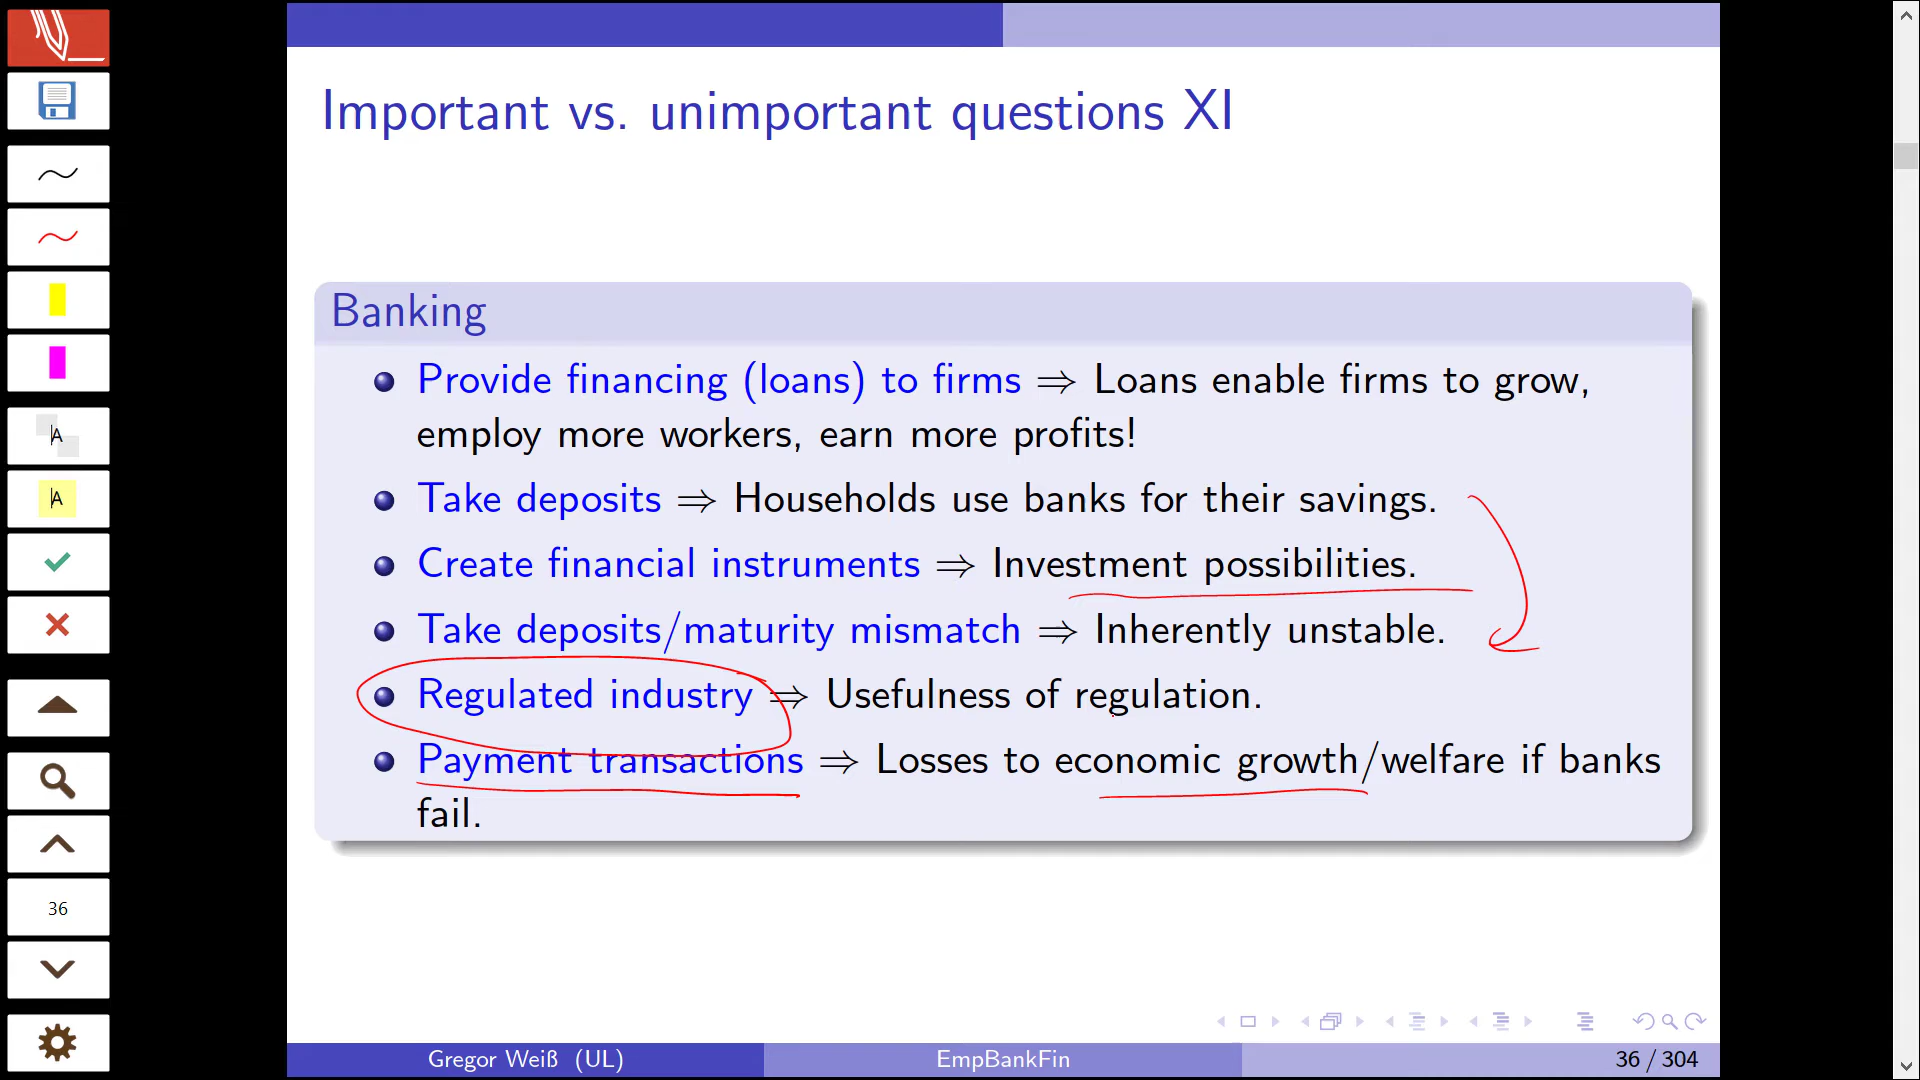 Important vs. unimportant questions XI
Banking
Provide financing (loans) to firms ⇒ Loans enable firms to grow,
employ more workers, earn more profits!
Take deposits ⇒ Households use banks for their savings.
Create financial instruments ⇒ Investment possibilities.
Take deposits/maturity mismatch ⇒ Inherently unstable.
Regulated industry ⇒ Usefulness of regulation.
Payment transactions ⇒ Losses to economic growth/welfare if banks
fail.
A
A
36
Gregor Weiß (UL) EmpBankFin 36 / 304